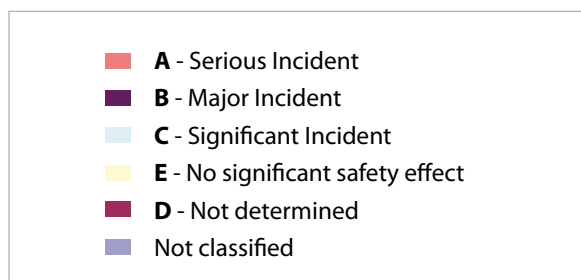 A - Serious Incident
B - Major Incident
C - Significant Incident
E - No significant safety effect
D - Not determined
Not classified